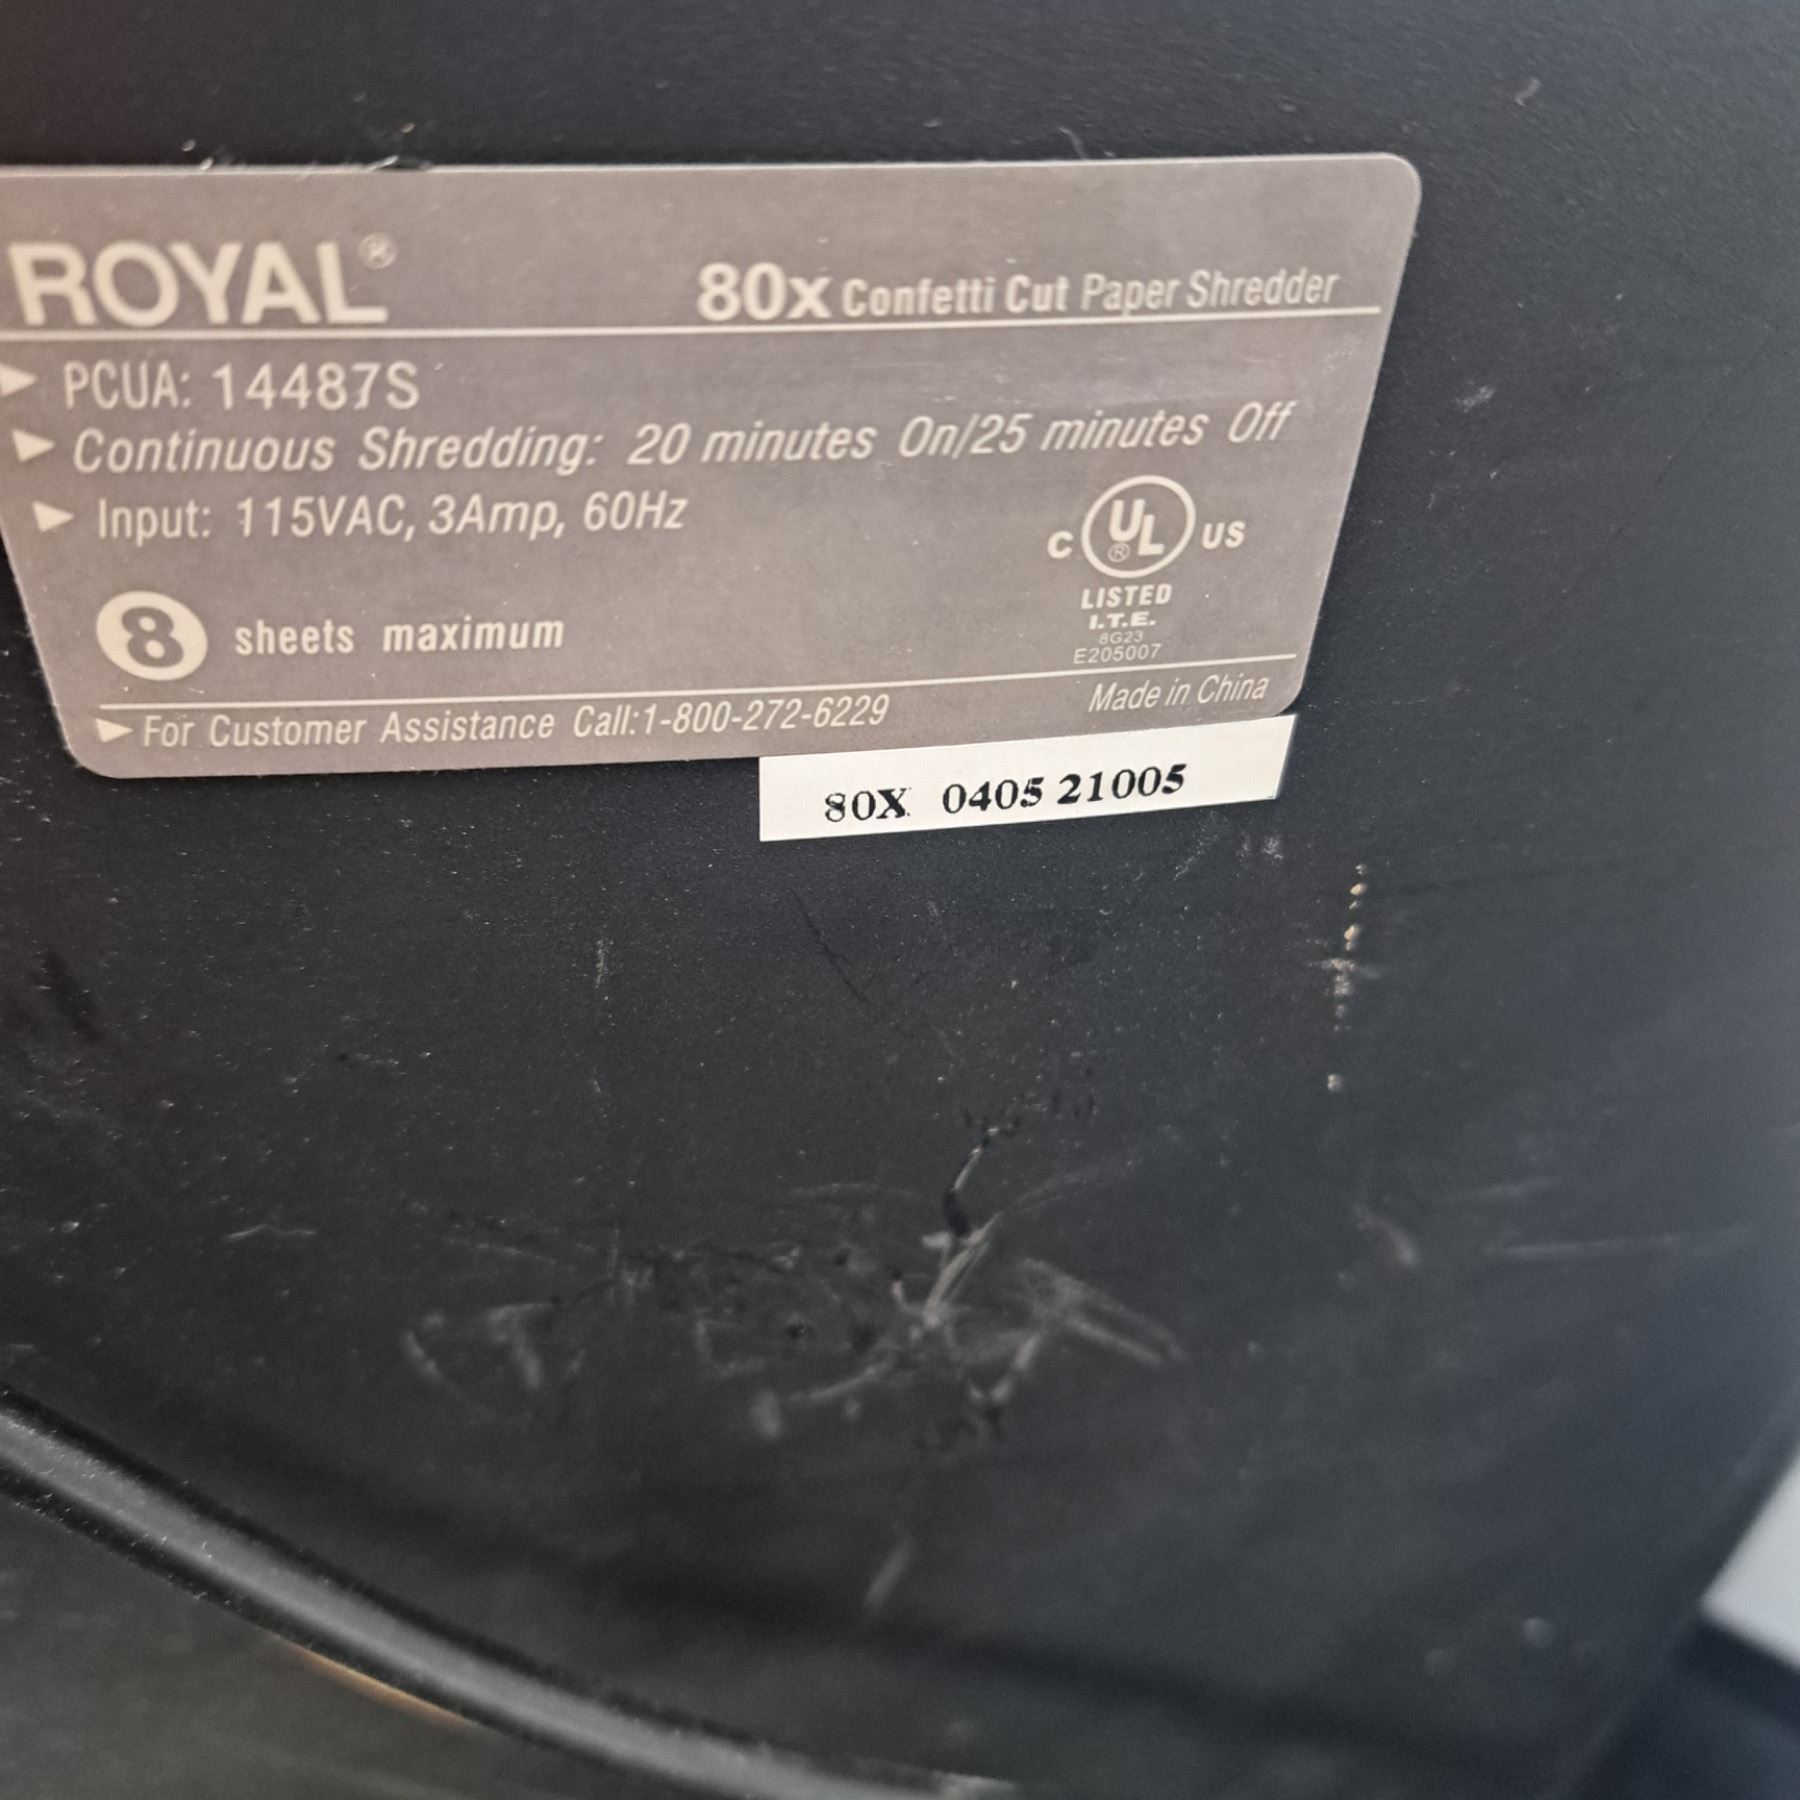 ROYAL®
80x Confetti Cut Paper Shredder
PCUA: 14487S
Continuous Shredding: 20 minutes On/25 minutes Off
Input: 115VAC, 3Amp, 60Hz
C UL® US
LISTED
I.T.E.
8G23
E205007
8 sheets maximum
For Customer Assistance Call:1-800-272-6229
Made in China
80X 0405 21005